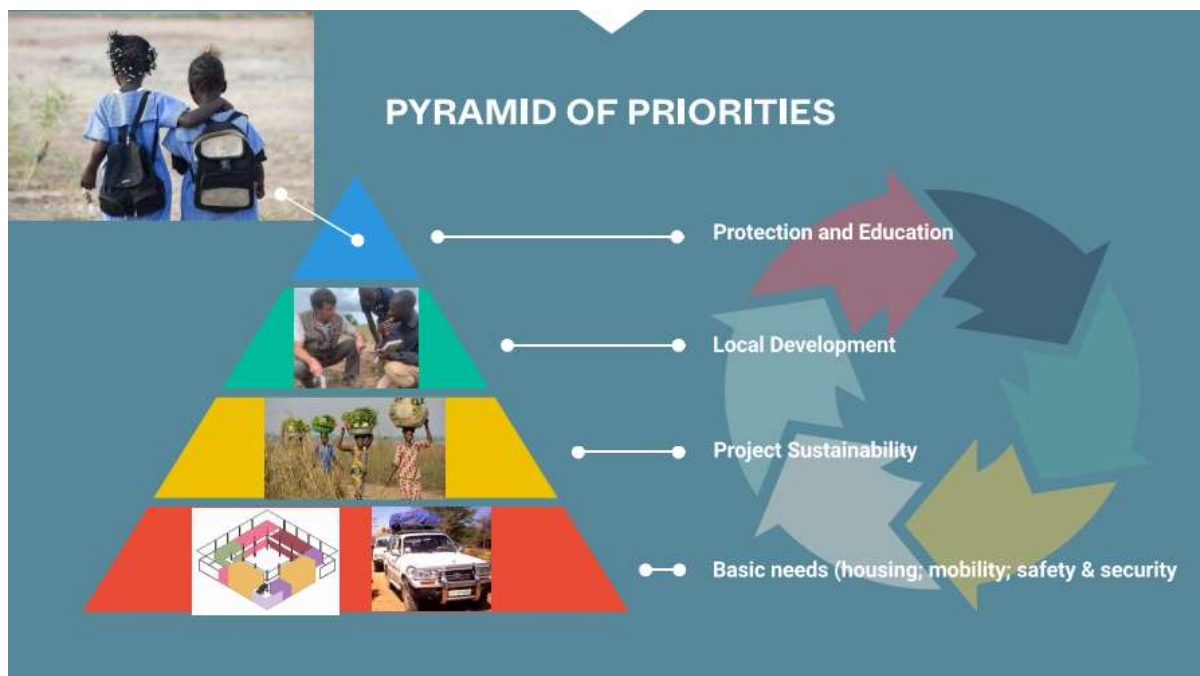 PYRAMID OF PRIORITIES
Protection and Education
Local Development
Project Sustainability
Basic needs (housing; mobility; safety & security